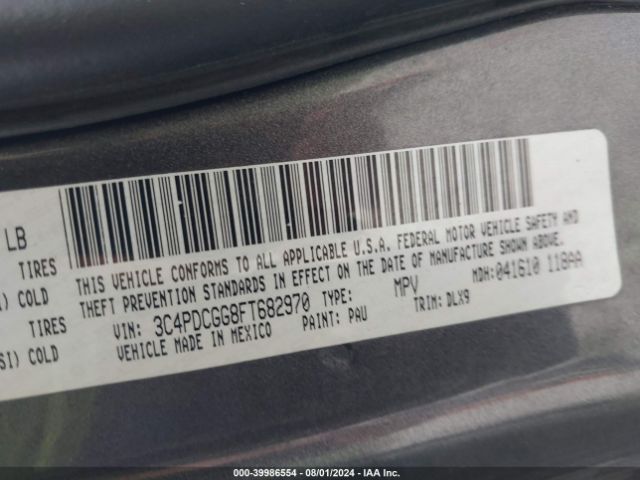 LB
TIRES
I) COLD
TIRES
SI) COLD
THIS VEHICLE CONFORMS TO ALL APPLICABLE U.S.A. FEDERAL MOTOR VEHICLE SAFETY AND
THEFT PREVENTION STANDARDS IN EFFECT ON THE DATE OF MANUFACTURE SHOWN ABOVE.
VIN: 3C4PDCGG8FT682970 TYPE: MPV MDH: 041610 118AA
VEHICLE MADE IN MEXICO PAINT: PAU TRIM: DLX9
000-39986554 - 08/01/2024 - IAA Inc.